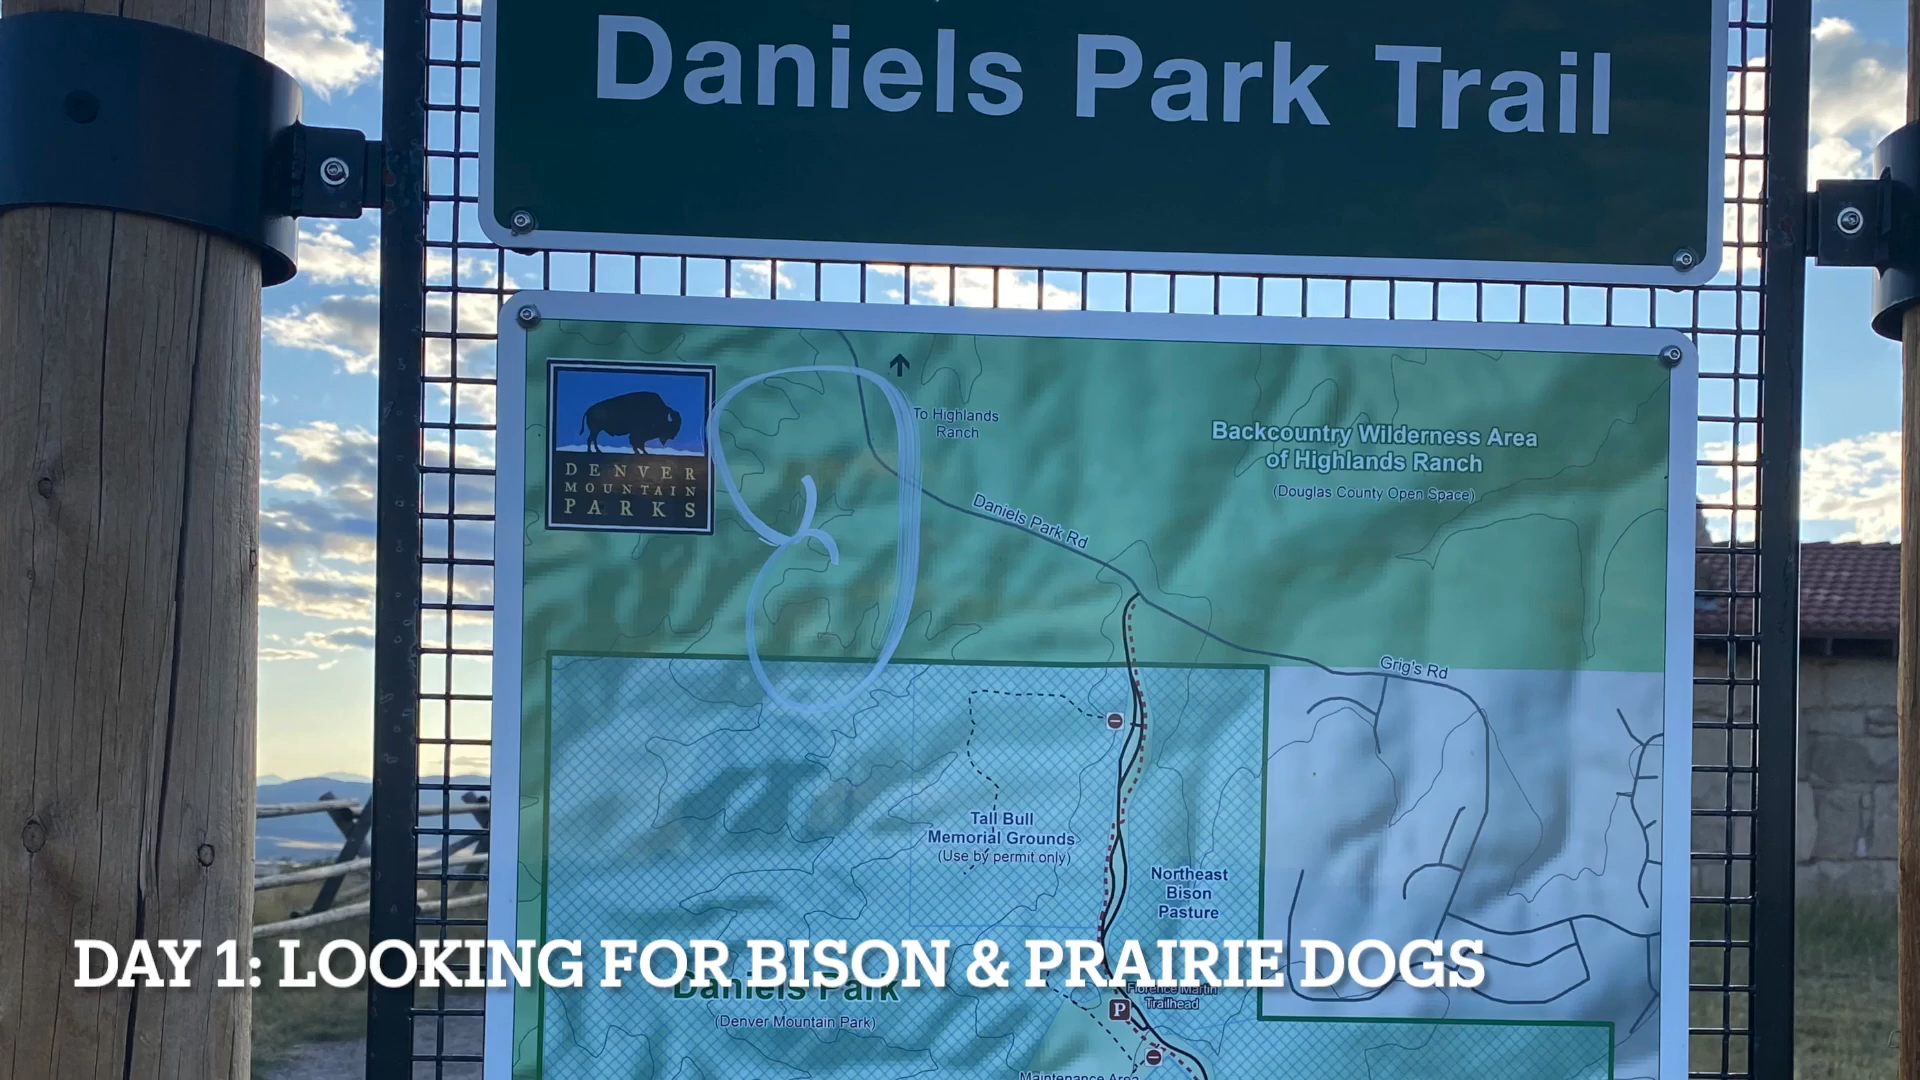 Daniels Park Trail
DENVER
MOUNTAIN
PARKS
To Highlands
Ranch
Backcountry Wilderness Area
of Highlands Ranch
(Douglas County Open Space)
Daniels Park Rd
Grig's Rd
Tall Bull
Memorial Grounds
(Use by permit only)
Northeast
Bison
Pasture
DAY 1: LOOKING FOR BISON & PRAIRIE DOGS
Daniels Park
(Denver Mountain Park)
Florence Martin
Trailhead
P
Maintenance Area